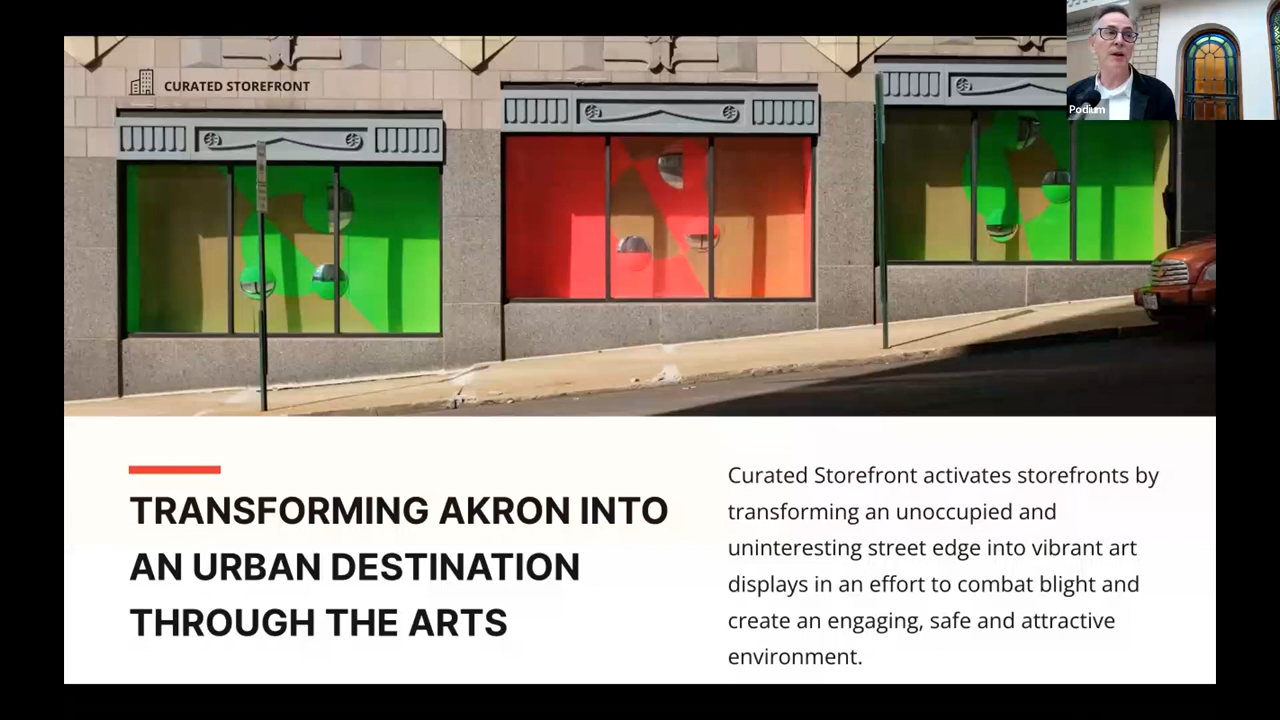 CURATED STOREFRONT
Podium
TRANSFORMING AKRON INTO
AN URBAN DESTINATION
THROUGH THE ARTS
Curated Storefront activates storefronts by
transforming an unoccupied and
uninteresting street edge into vibrant art
displays in an effort to combat blight and
create an engaging, safe and attractive
environment.